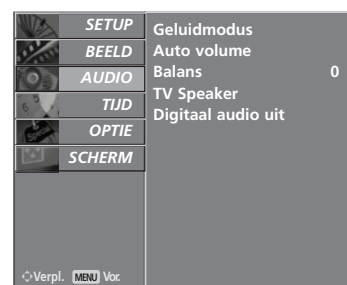 SETUP
BEELD
AUDIO
TIJD
OPTIE
SCHERM
Geluidmodus
Auto volume
Balans 0
TV Speaker
Digitaal audio uit
Verpl. MENU Vor.